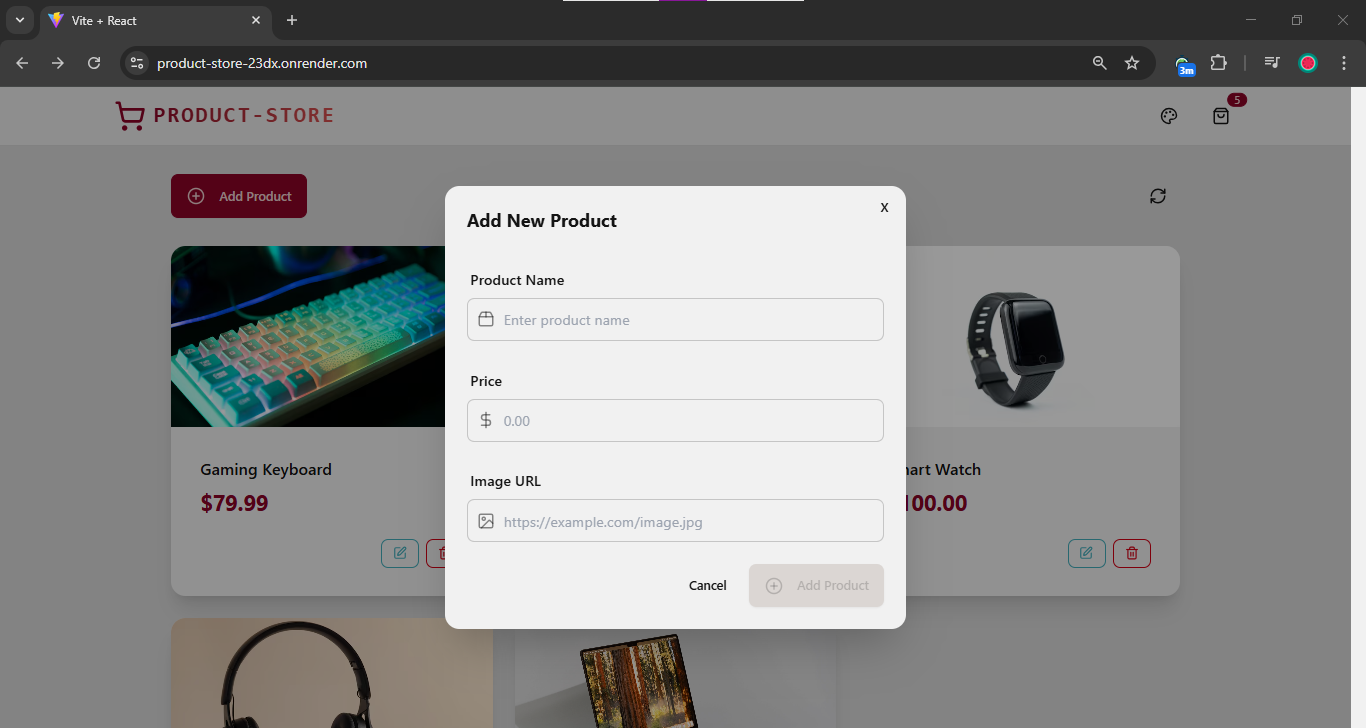 Vite + React
product-store-23dx.onrender.com
3m
PRODUCT-STORE
5
Add Product
Add New Product
X
Product Name
Enter product name
Price
0.00
Image URL
https://example.com/image.jpg
Cancel
Add Product
Gaming Keyboard
$79.99
art Watch
00.00